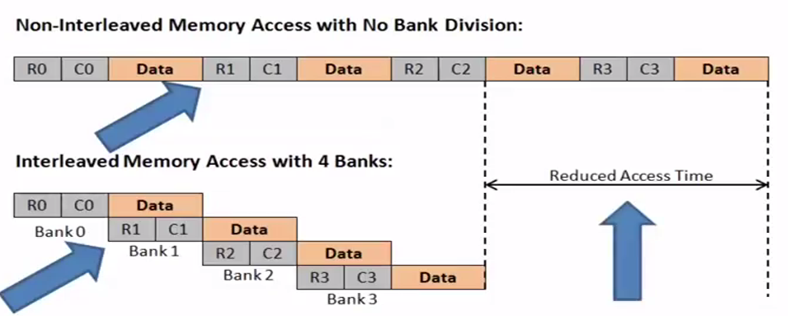 Non-Interleaved Memory Access with No Bank Division:
R0 C0 Data R1 C1 Data R2 C2 Data R3 C3 Data
Interleaved Memory Access with 4 Banks:
Reduced Access Time
R0 C0 Data
Bank 0 R1 C1 Data
Bank 1 R2 C2 Data
Bank 2 R3 C3 Data
Bank 3